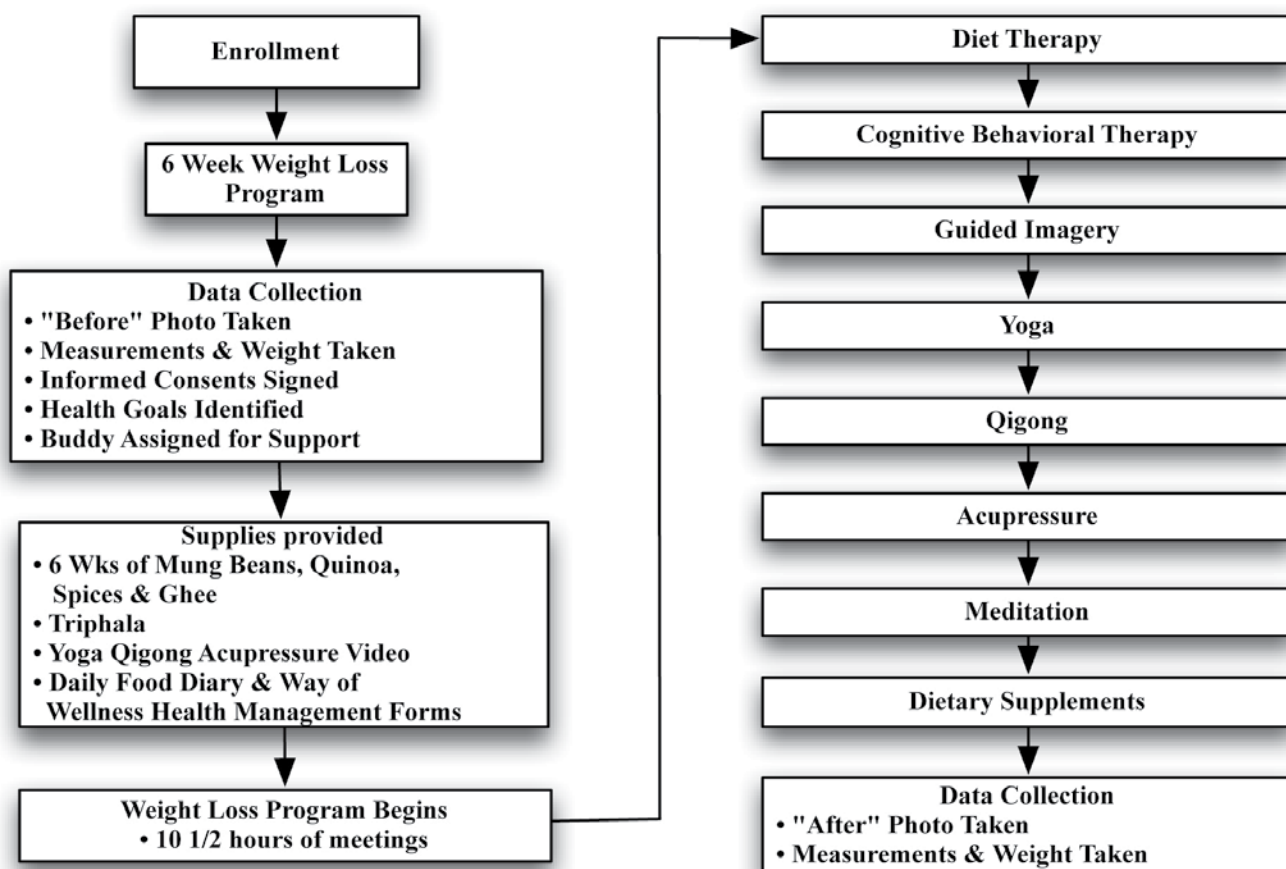 Enrollment
6 Week Weight Loss
Program
Data Collection
• "Before" Photo Taken
• Measurements & Weight Taken
• Informed Consents Signed
• Health Goals Identified
• Buddy Assigned for Support
Supplies provided
• 6 Wks of Mung Beans, Quinoa,
Spices & Ghee
• Triphala
• Yoga Qigong Acupressure Video
• Daily Food Diary & Way of
Wellness Health Management Forms
Weight Loss Program Begins
• 10 1/2 hours of meetings
Diet Therapy
Cognitive Behavioral Therapy
Guided Imagery
Yoga
Qigong
Acupressure
Meditation
Dietary Supplements
Data Collection
• "After" Photo Taken
• Measurements & Weight Taken